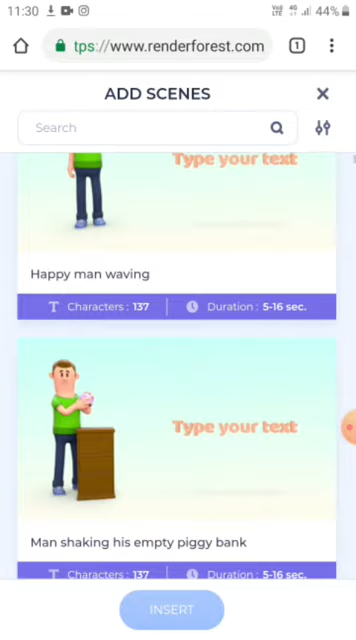 11:30
44%
tps://www.renderforest.com
1
ADD SCENES
Search
Type your text
Happy man waving
Characters : 137
Duration : 5-16 sec.
Type your text
Man shaking his empty piggy bank
Characters : 137
Duration : 5-16 sec.
INSERT